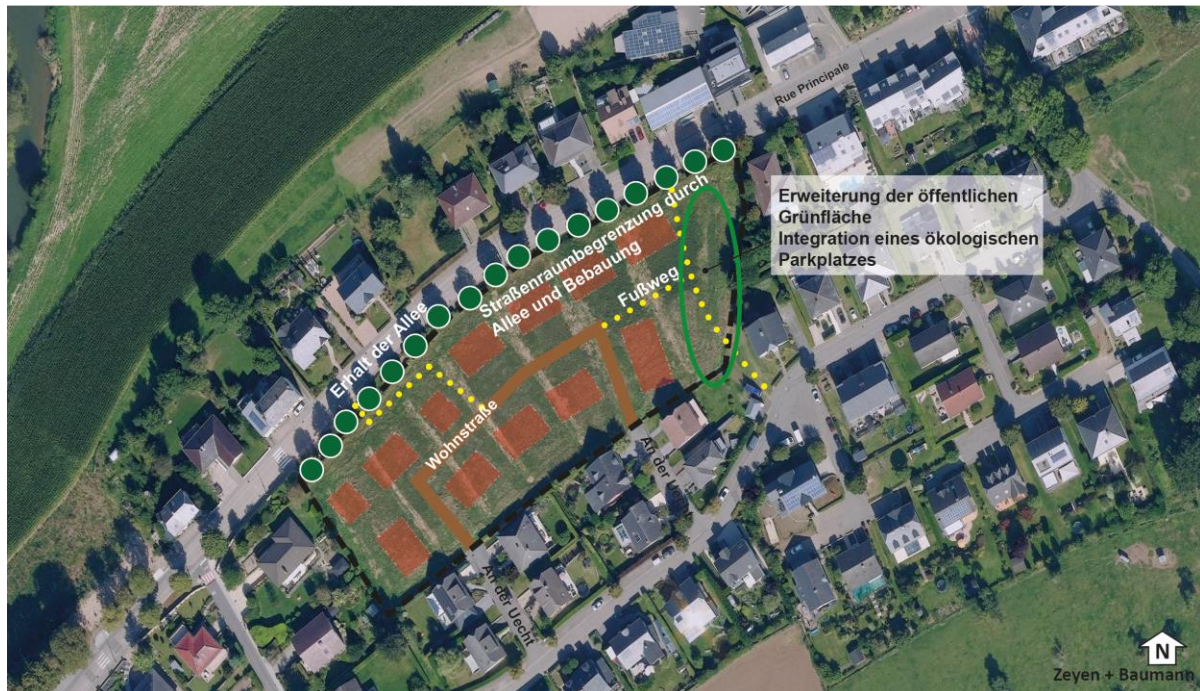 Rue Principale
Erweiterung der öffentlichen
Grünfläche
Integration eines ökologischen
Parkplatzes
Straßenraumbegrenzung durch
Allee und Bebauung
Fußweg
Erhalt der Allee
Wohnstraße
An der U
An der Uecht
N
Zeyen + Baumann